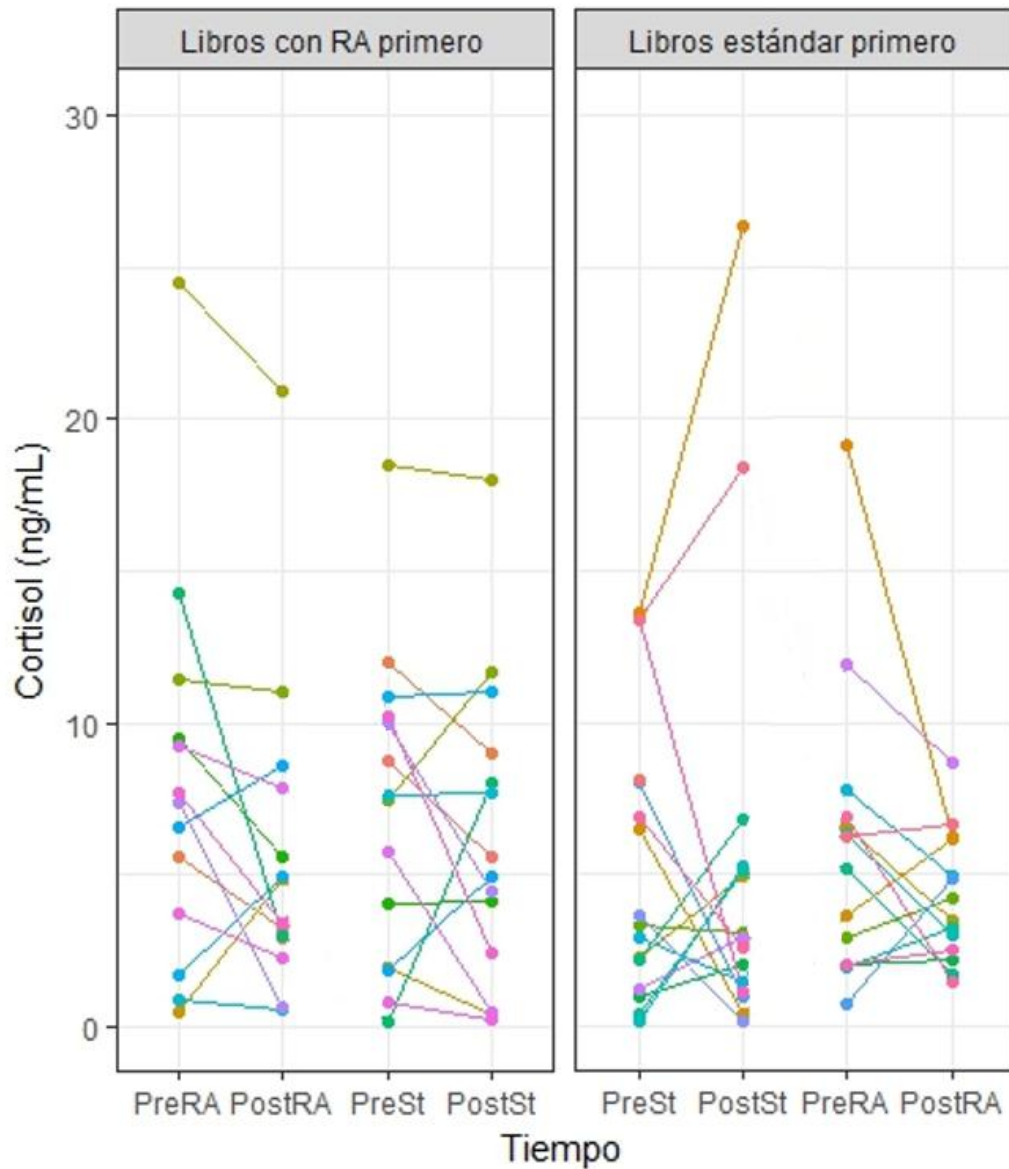 Libros con RA primero
Libros estándar primero
30
20
10
0
Cortisol (ng/mL)
PreRA PostRA PreSt PostSt
PreSt PostSt PreRA PostRA
Tiempo